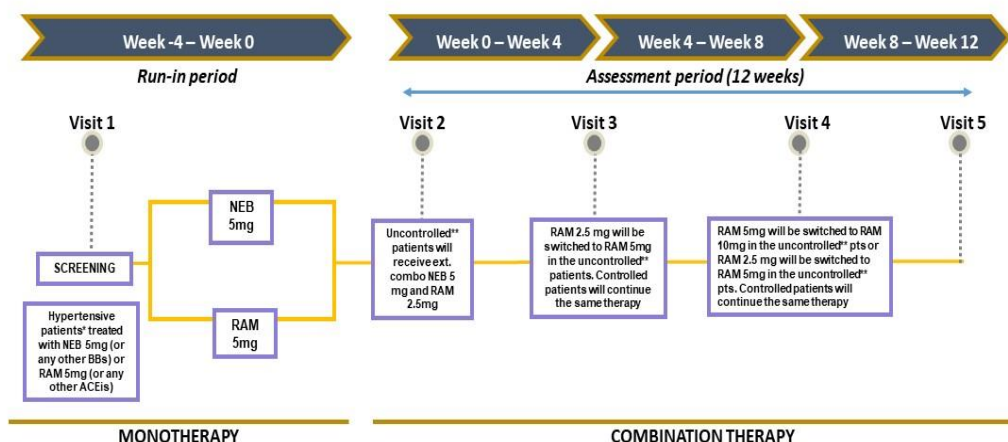 Week -4 – Week 0
Week 0 – Week 4
Week 4 – Week 8
Week 8 – Week 12
Run-in period
Assessment period (12 weeks)
Visit 1
Visit 2
Visit 3
Visit 4
Visit 5
SCREENING
Hypertensive
patients* treated
with NEB 5mg (or
any other BBs) or
RAM 5mg (or any
other ACEis)
NEB
5mg
RAM
5mg
Uncontrolled**
patients will
receive ext.
combo NEB 5
mg and RAM
2.5mg
RAM 2.5 mg will be
switched to RAM 5mg
in the uncontrolled**
patients. Controlled
patients will continue
the same therapy
RAM 5mg will be switched to RAM
10mg in the uncontrolled** pts or
RAM 2.5 mg will be switched to
RAM 5mg in the uncontrolled**
pts. Controlled patients will
continue the same therapy
MONOTHERAPY
COMBINATION THERAPY